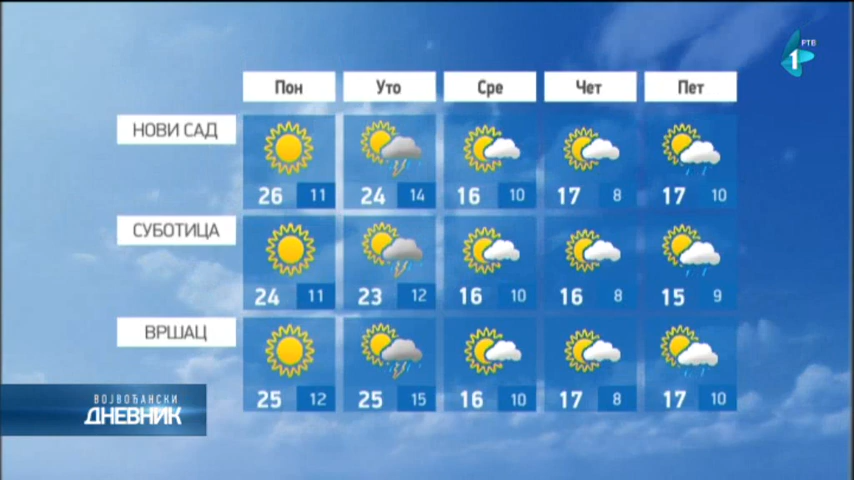 РТВ
1
Пон Уто Сре Чет Пет
НОВИ САД
26 11 24 14 16 10 17 8 17 10
СУБОТИЦА
24 11 23 12 16 10 16 8 15 9
ВРШАЦ
25 12 25 15 16 10 17 8 17 10
ВОЈВОЂАНСКИ
ДНЕВНИК